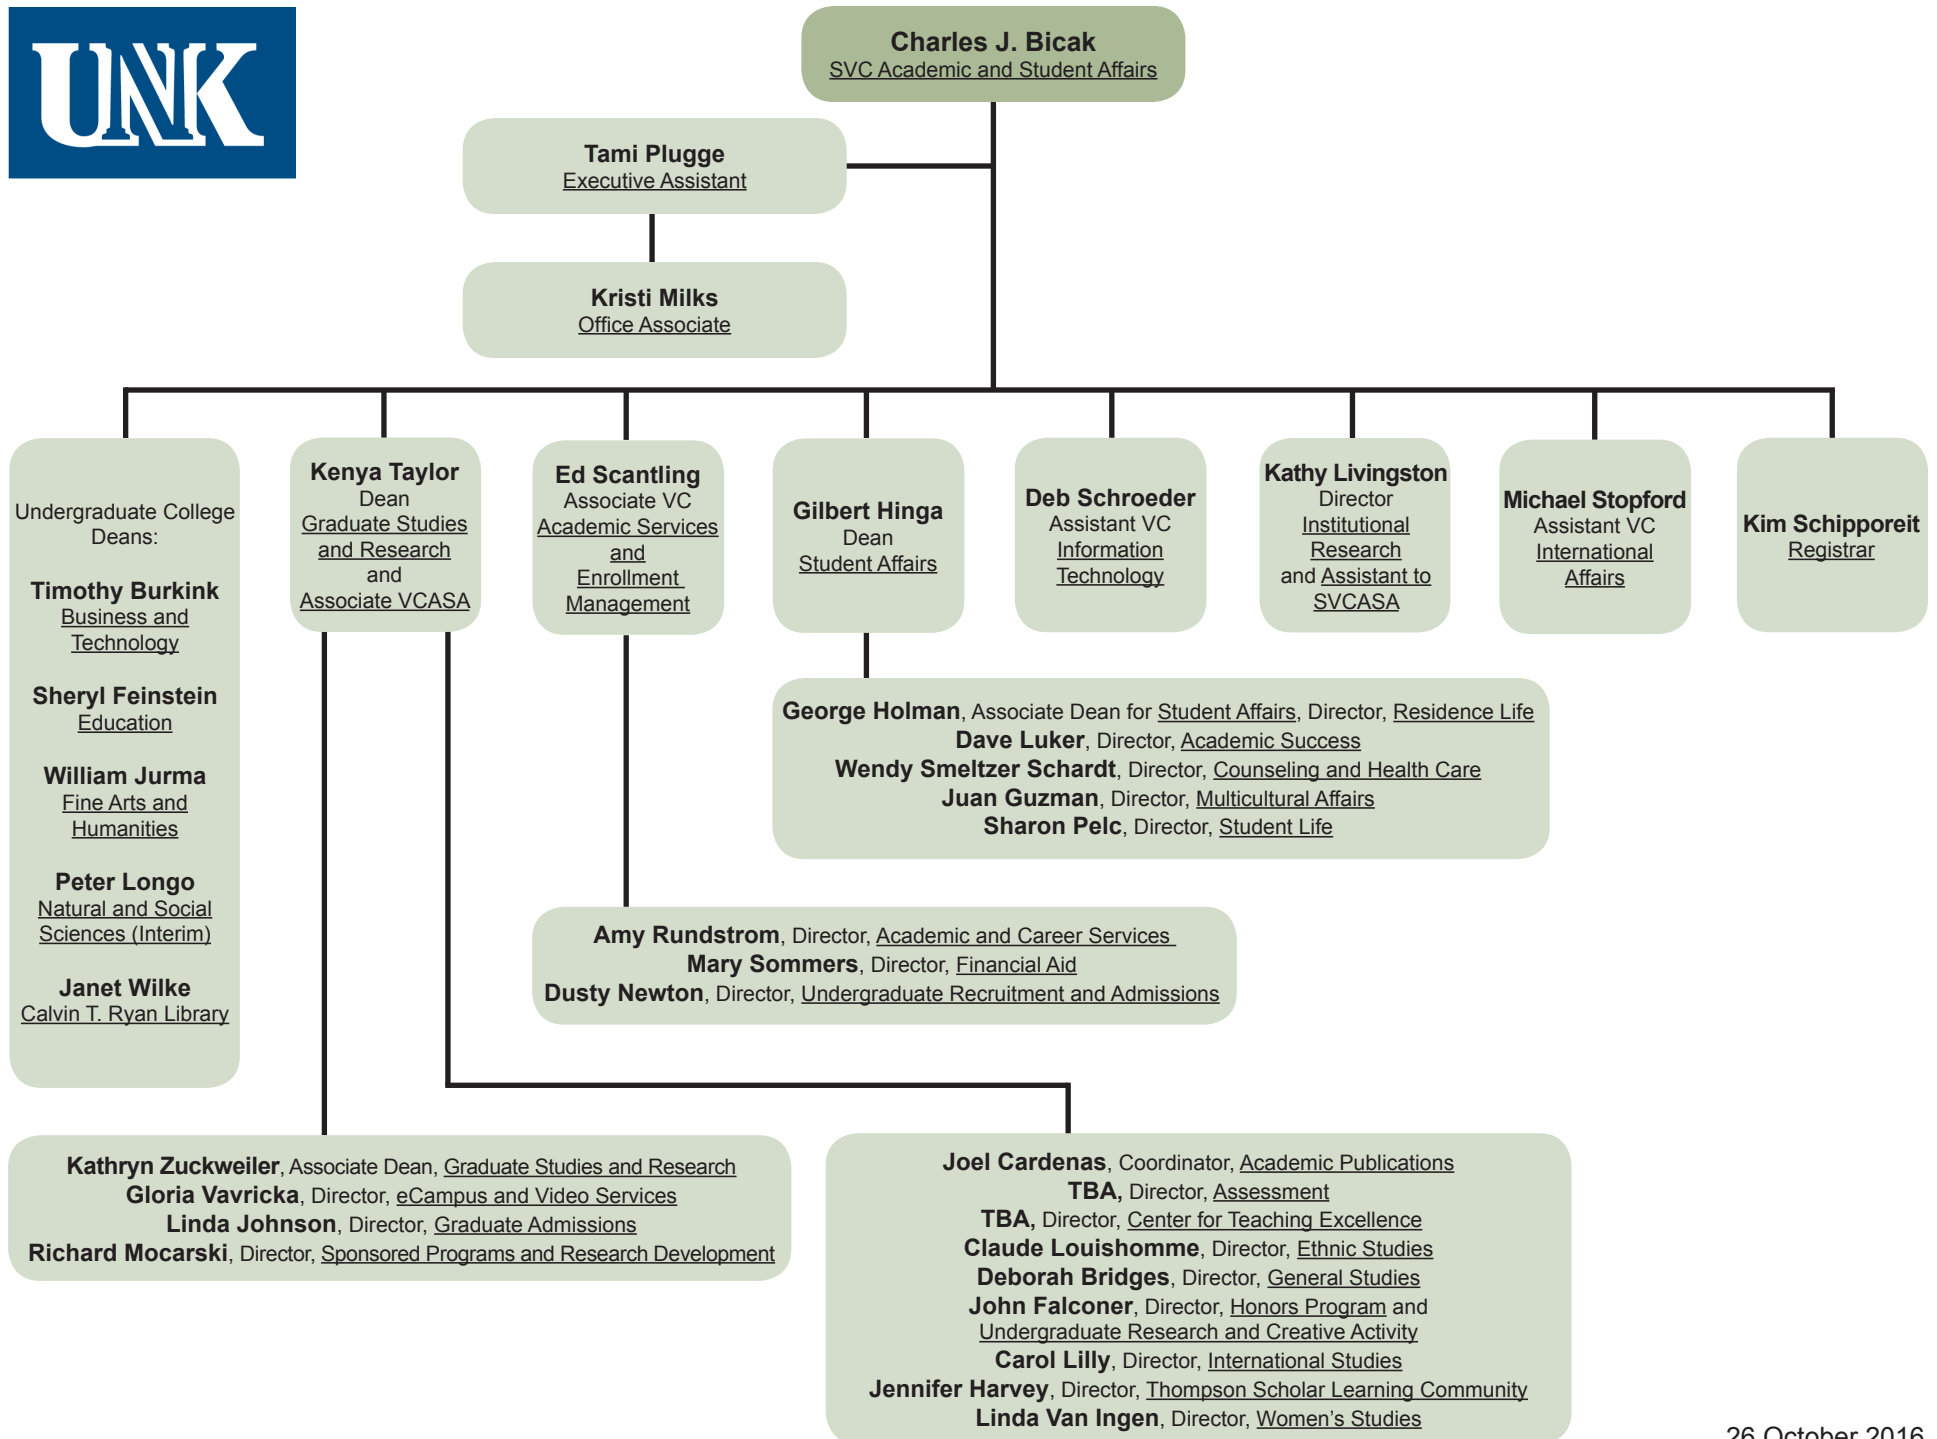 UNK
Charles J. Bicak
SVC Academic and Student Affairs
Tami Plugge
Executive Assistant
Kristi Milks
Office Associate
Undergraduate College
Deans:
Timothy Burkink
Business and
Technology
Sheryl Feinstein
Education
William Jurma
Fine Arts and
Humanities
Peter Longo
Natural and Social
Sciences (Interim)
Janet Wilke
Calvin T. Ryan Library
Kenya Taylor
Dean
Graduate Studies
and Research
and
Associate VCASA
Ed Scantling
Associate VC
Academic Services
and
Enrollment
Management
Gilbert Hinga
Dean
Student Affairs
Deb Schroeder
Assistant VC
Information
Technology
Kathy Livingston
Director
Institutional
Research
and Assistant to
SVCASA
Michael Stopford
Assistant VC
International
Affairs
Kim Schipporeit
Registrar
George Holman, Associate Dean for Student Affairs, Director, Residence Life
Dave Luker, Director, Academic Success
Wendy Smeltzer Schardt, Director, Counseling and Health Care
Juan Guzman, Director, Multicultural Affairs
Sharon Pelc, Director, Student Life
Amy Rundstrom, Director, Academic and Career Services
Mary Sommers, Director, Financial Aid
Dusty Newton, Director, Undergraduate Recruitment and Admissions
Kathryn Zuckweiler, Associate Dean, Graduate Studies and Research
Gloria Vavricka, Director, eCampus and Video Services
Linda Johnson, Director, Graduate Admissions
Richard Mocarski, Director, Sponsored Programs and Research Development
Joel Cardenas, Coordinator, Academic Publications
TBA, Director, Assessment
TBA, Director, Center for Teaching Excellence
Claude Louishomme, Director, Ethnic Studies
Deborah Bridges, Director, General Studies
John Falconer, Director, Honors Program and
Undergraduate Research and Creative Activity
Carol Lilly, Director, International Studies
Jennifer Harvey, Director, Thompson Scholar Learning Community
Linda Van Ingen, Director, Women's Studies
26 October 2016